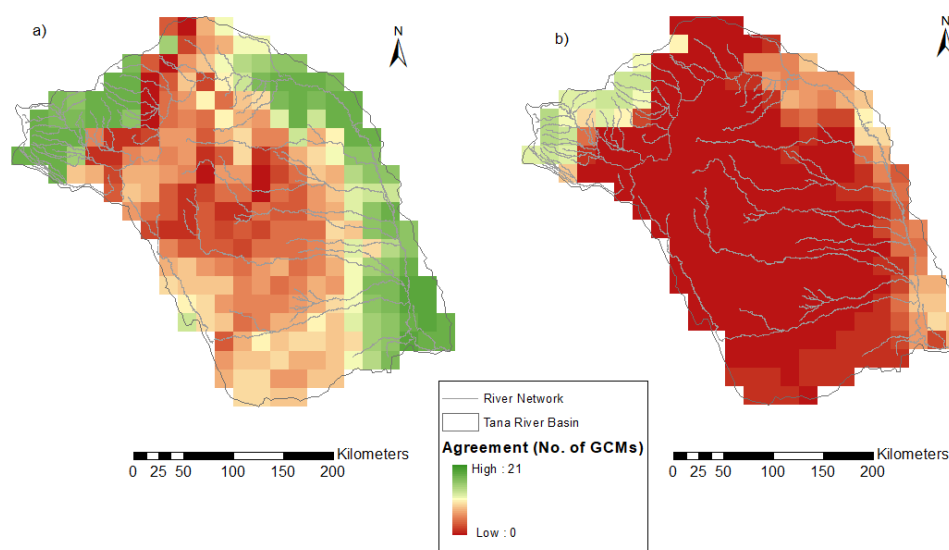 a)
N
b)
N
River Network
Tana River Basin
Agreement (No. of GCMs)
High : 21
Low : 0
Kilometers
0 25 50 100 150 200
Kilometers
0 25 50 100 150 200